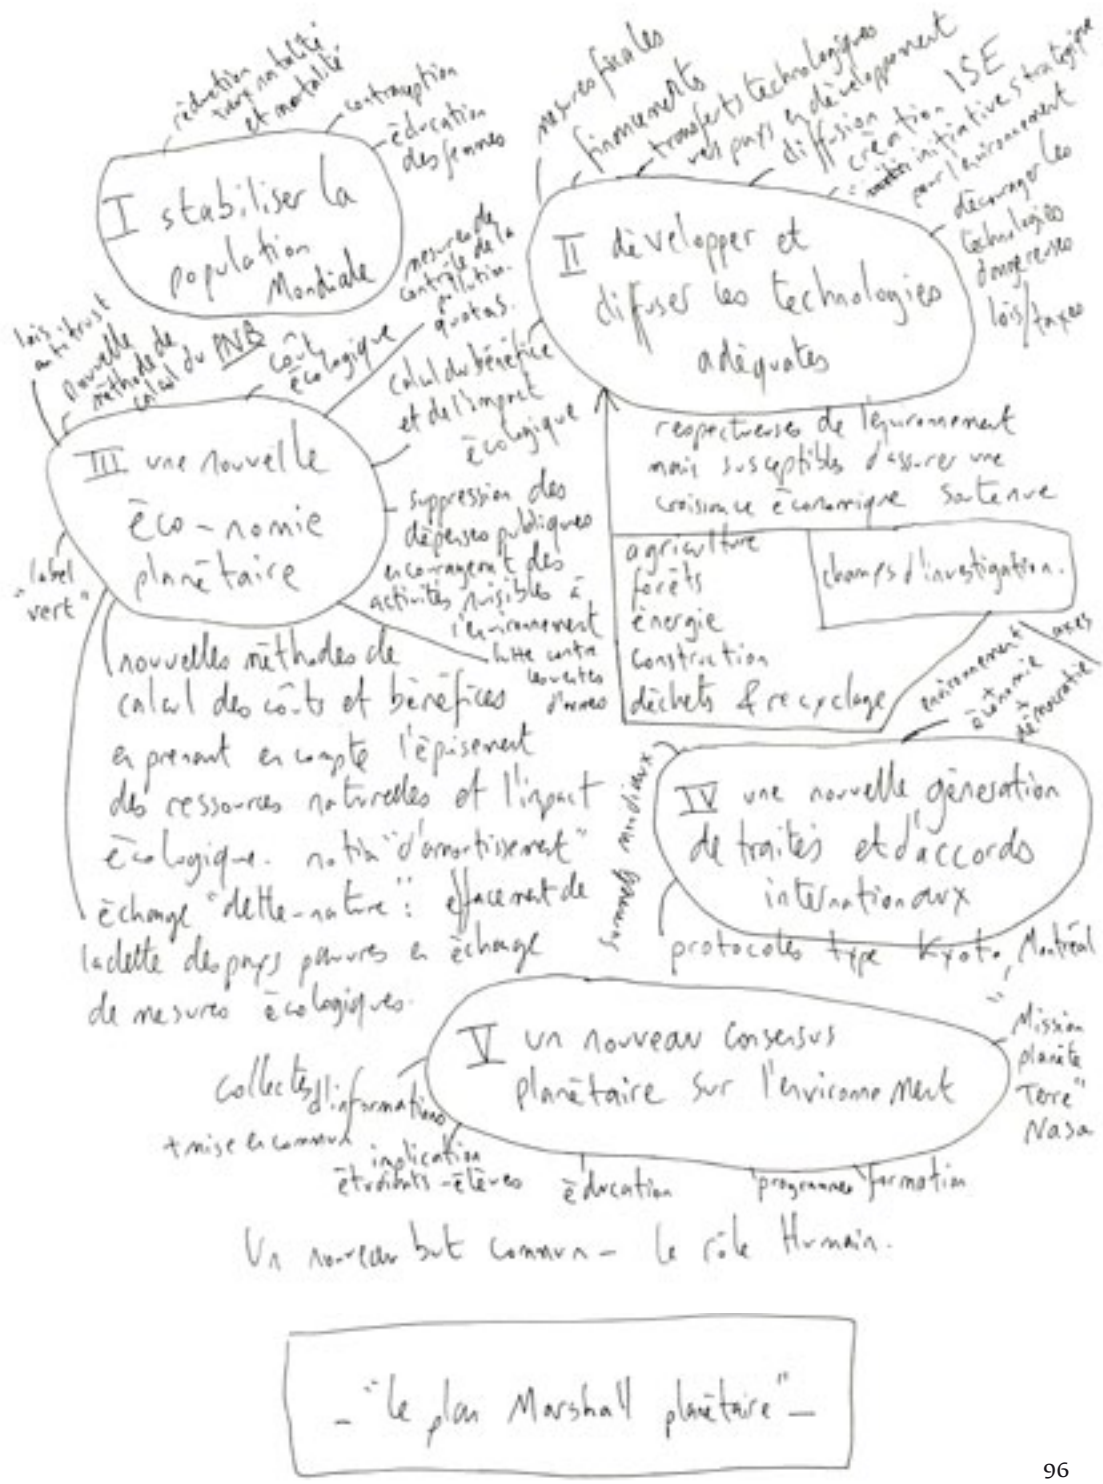 réduction
taux natalité
et mortalité
contraception
éducation
des femmes
I stabiliser la
population
Mondiale
mesures fiscales
financements
transferts technologiques
vers pays en développement
diffusion
création ISE
initiative stratégique
pour l'environnement
décourager les
technologies
dangereuses
lois/taxes
II développer et
diffuser les technologies
adéquates
respectueuses de l'environnement
mais susceptibles d'assurer une
croissance économique soutenue
agriculture
forêts
énergie
construction
déchets & recyclage
champs d'investigation.
lois antitrust
nouvelle
méthode de
calcul du PNB
coûts
écologique
mesures de
contrôle de la
pollution.
quotas.
calcul du bénéfice
et de l'impact
écologique
III une nouvelle
éco-nomie
planétaire
suppression des
dépenses publiques
encourageant des
activités nuisibles à
l'environnement
lutte contre
les ventes
d'armes
"label
vert"
nouvelles méthodes de
calcul des coûts et bénéfices
en prenant en compte l'épuisement
des ressources naturelles et l'impact
écologique. notion "d'amortissement"
échange "dette-nature": effacement de
la dette des pays pauvres en échange
de mesures écologiques.
axes
environnement
économie
+
démocratie
IV une nouvelle génération
de traités et d'accords
internationaux
sommets mondiaux
protocoles type Kyoto, Montréal
V un nouveau consensus
planétaire sur l'environnement
"Mission
planète
Terre"
Nasa
collectes d'informations
+ mise en commun
implication
étudiants-élèves
éducation
programmes formation
Un nouveau but commun - le rôle Humain.
- "le plan Marshall planétaire" -
96